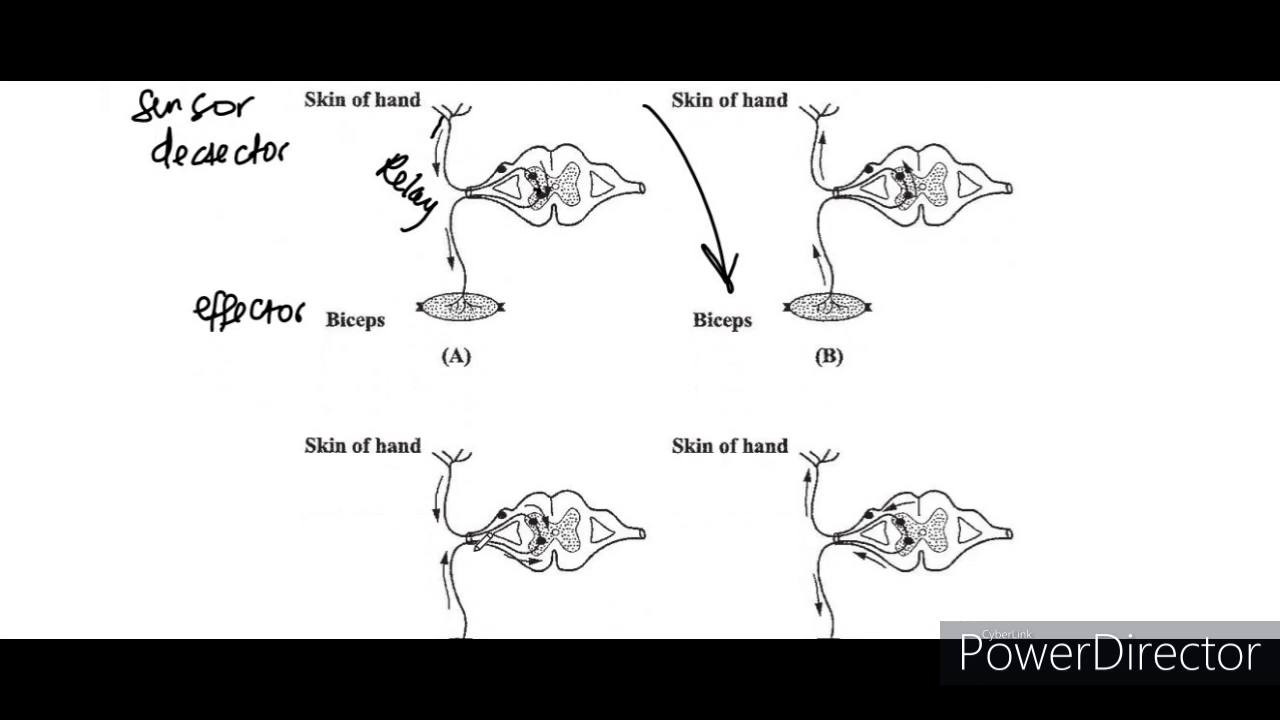 Sensor
Skin of hand
Skin of hand
detector
Relay
effector
Biceps
Biceps
(A)
(B)
Skin of hand
Skin of hand
CyberLink
PowerDirector